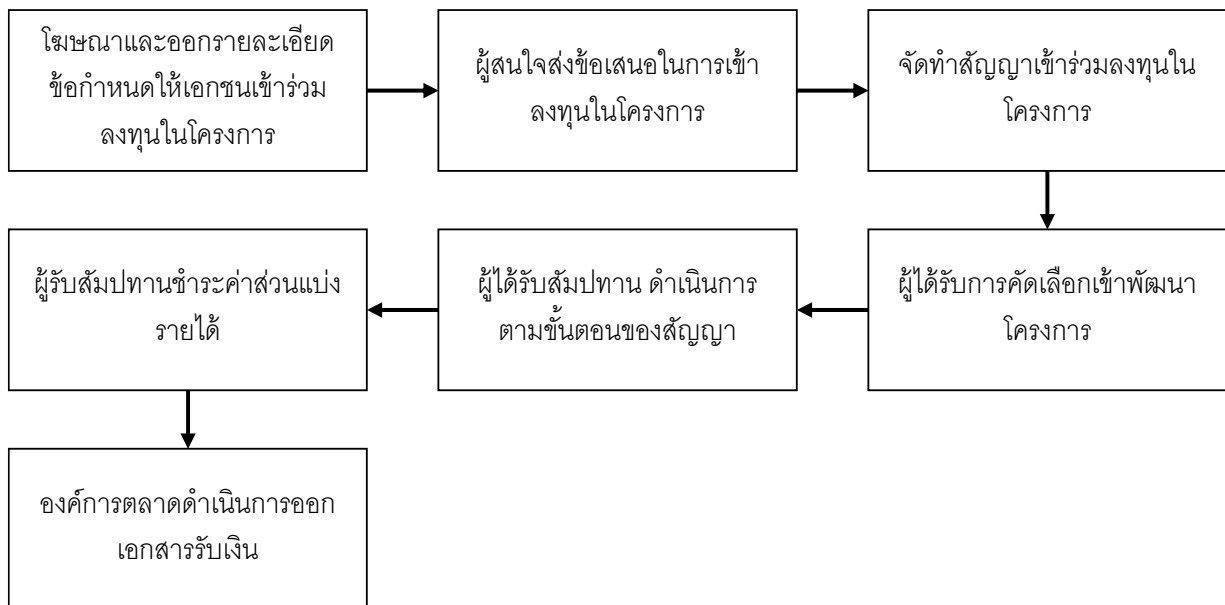 โฆษณาและออกรายละเอียด
ข้อกำหนดให้เอกชนเข้าร่วม
ลงทุนในโครงการ
ผู้สนใจส่งข้อเสนอในการเข้า
ลงทุนในโครงการ
จัดทำสัญญาเข้าร่วมลงทุนใน
โครงการ
ผู้ได้รับการคัดเลือกเข้าพัฒนา
โครงการ
ผู้ได้รับสัมปทาน ดำเนินการ
ตามขั้นตอนของสัญญา
ผู้รับสัมปทานชำระค่าส่วนแบ่ง
รายได้
องค์การตลาดดำเนินการออก
เอกสารรับเงิน